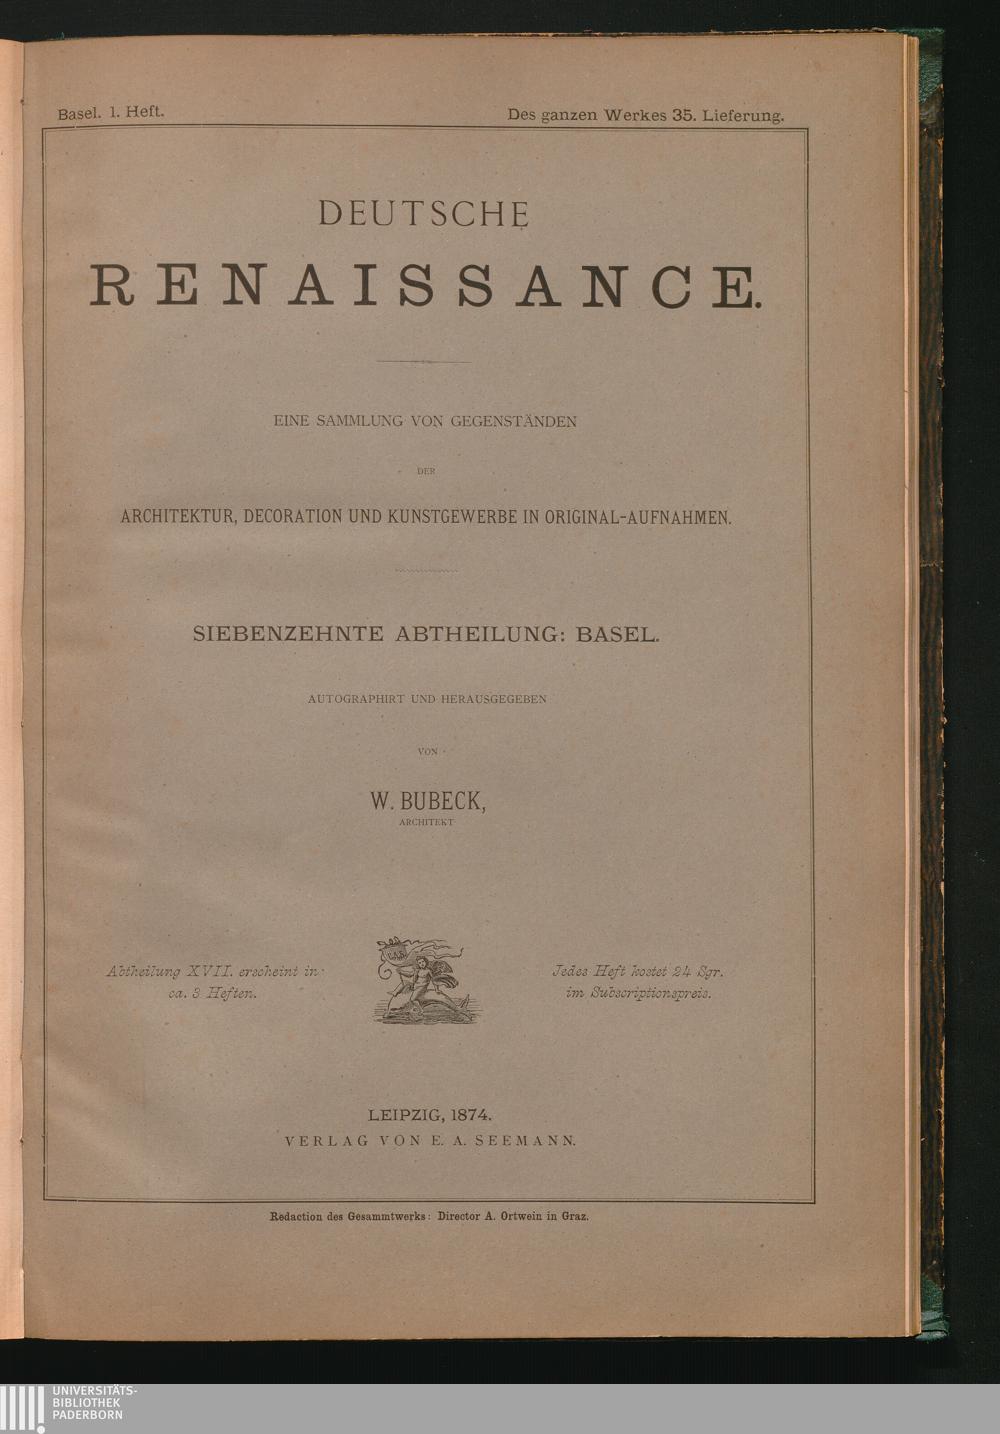 Basel. 1. Heft.
Des ganzen Werkes 35. Lieferung.
DEUTSCHE
RENAISSANCE.
EINE SAMMLUNG VON GEGENSTÄNDEN
DER
ARCHITEKTUR, DECORATION UND KUNSTGEWERBE IN ORIGINAL-AUFNAHMEN.
SIEBENZEHNTE ABTHEILUNG: BASEL.
AUTOGRAPHIRT UND HERAUSGEGEBEN
VON
W. BUBECK,
ARCHITEKT
Abtheilung XVII. erscheint in
ca. 3 Heften.
Jedes Heft kostet 24 Sgr.
im Subscriptionspreis.
LEIPZIG, 1874.
VERLAG VON E. A. SEEMANN.
Redaction des Gesammtwerks: Director A. Ortwein in Graz.
UNIVERSITÄTS-
BIBLIOTHEK
PADERBORN